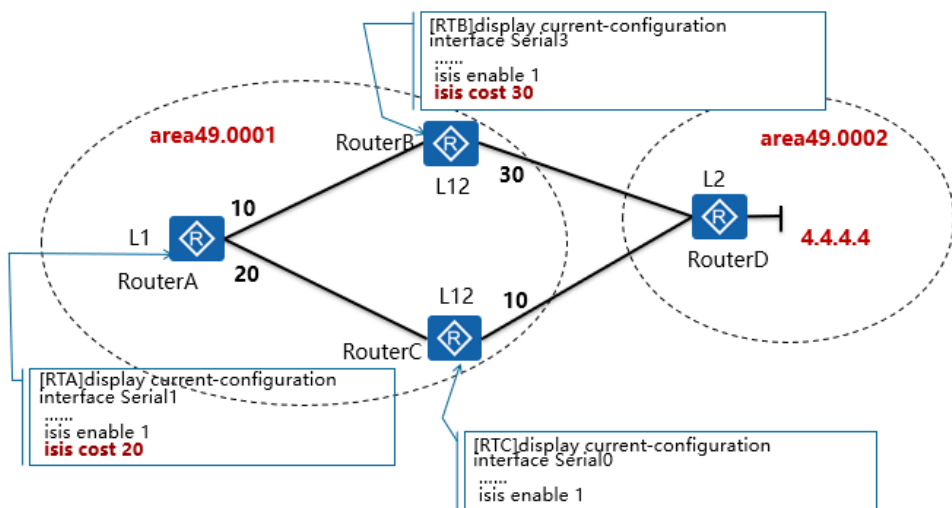 [RTB]display current-configuration
interface Serial3
......
isis enable 1
isis cost 30
area49.0001
area49.0002
RouterB
R
L12
30
L2
10
L1
R
R
4.4.4.4
RouterA
20
RouterD
L12
10
RouterC
R
[RTA]display current-configuration
interface Serial1
......
isis enable 1
isis cost 20
[RTC]display current-configuration
interface Serial0
......
isis enable 1